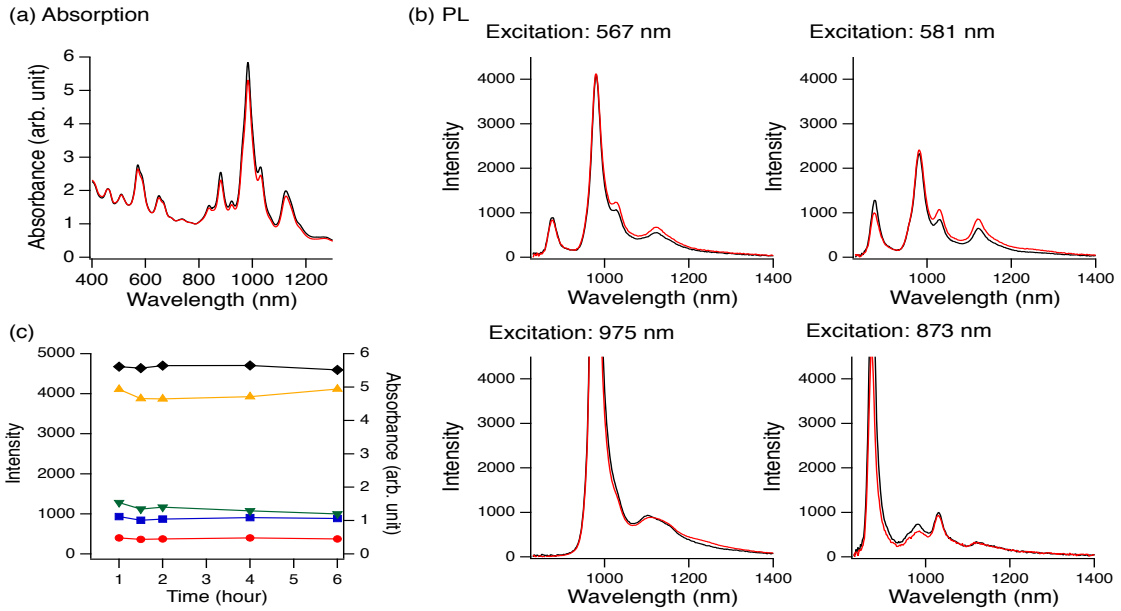 (a) Absorption
6
5
4
3
2
1
0
Absorbance (arb. unit)
400 600 800 1000 1200
Wavelength (nm)
(b) PL
Excitation: 567 nm
4000
3000
2000
1000
0
Intensity
1000 1200 1400
Wavelength (nm)
Excitation: 581 nm
4000
3000
2000
1000
0
Intensity
1000 1200 1400
Wavelength (nm)
(c)
5000
4000
3000
2000
1000
0
Intensity
6
5
4
3
2
1
0
Absorbance (arb. unit)
1 2 3 4 5 6
Time (hour)
Excitation: 975 nm
4000
3000
2000
1000
0
Intensity
1000 1200 1400
Wavelength (nm)
Excitation: 873 nm
4000
3000
2000
1000
0
Intensity
1000 1200 1400
Wavelength (nm)